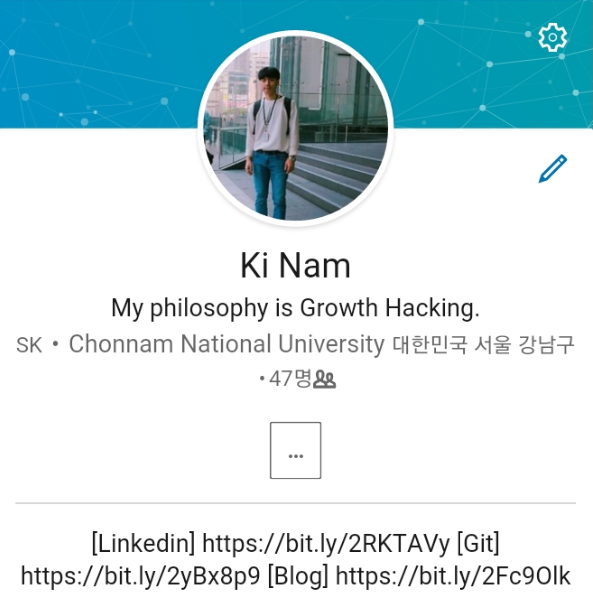 Ki Nam
My philosophy is Growth Hacking.
SK • Chonnam National University 대한민국 서울 강남구
• 47명
...
[Linkedin] https://bit.ly/2RKTAVy [Git]
https://bit.ly/2yBx8p9 [Blog] https://bit.ly/2Fc9Olk